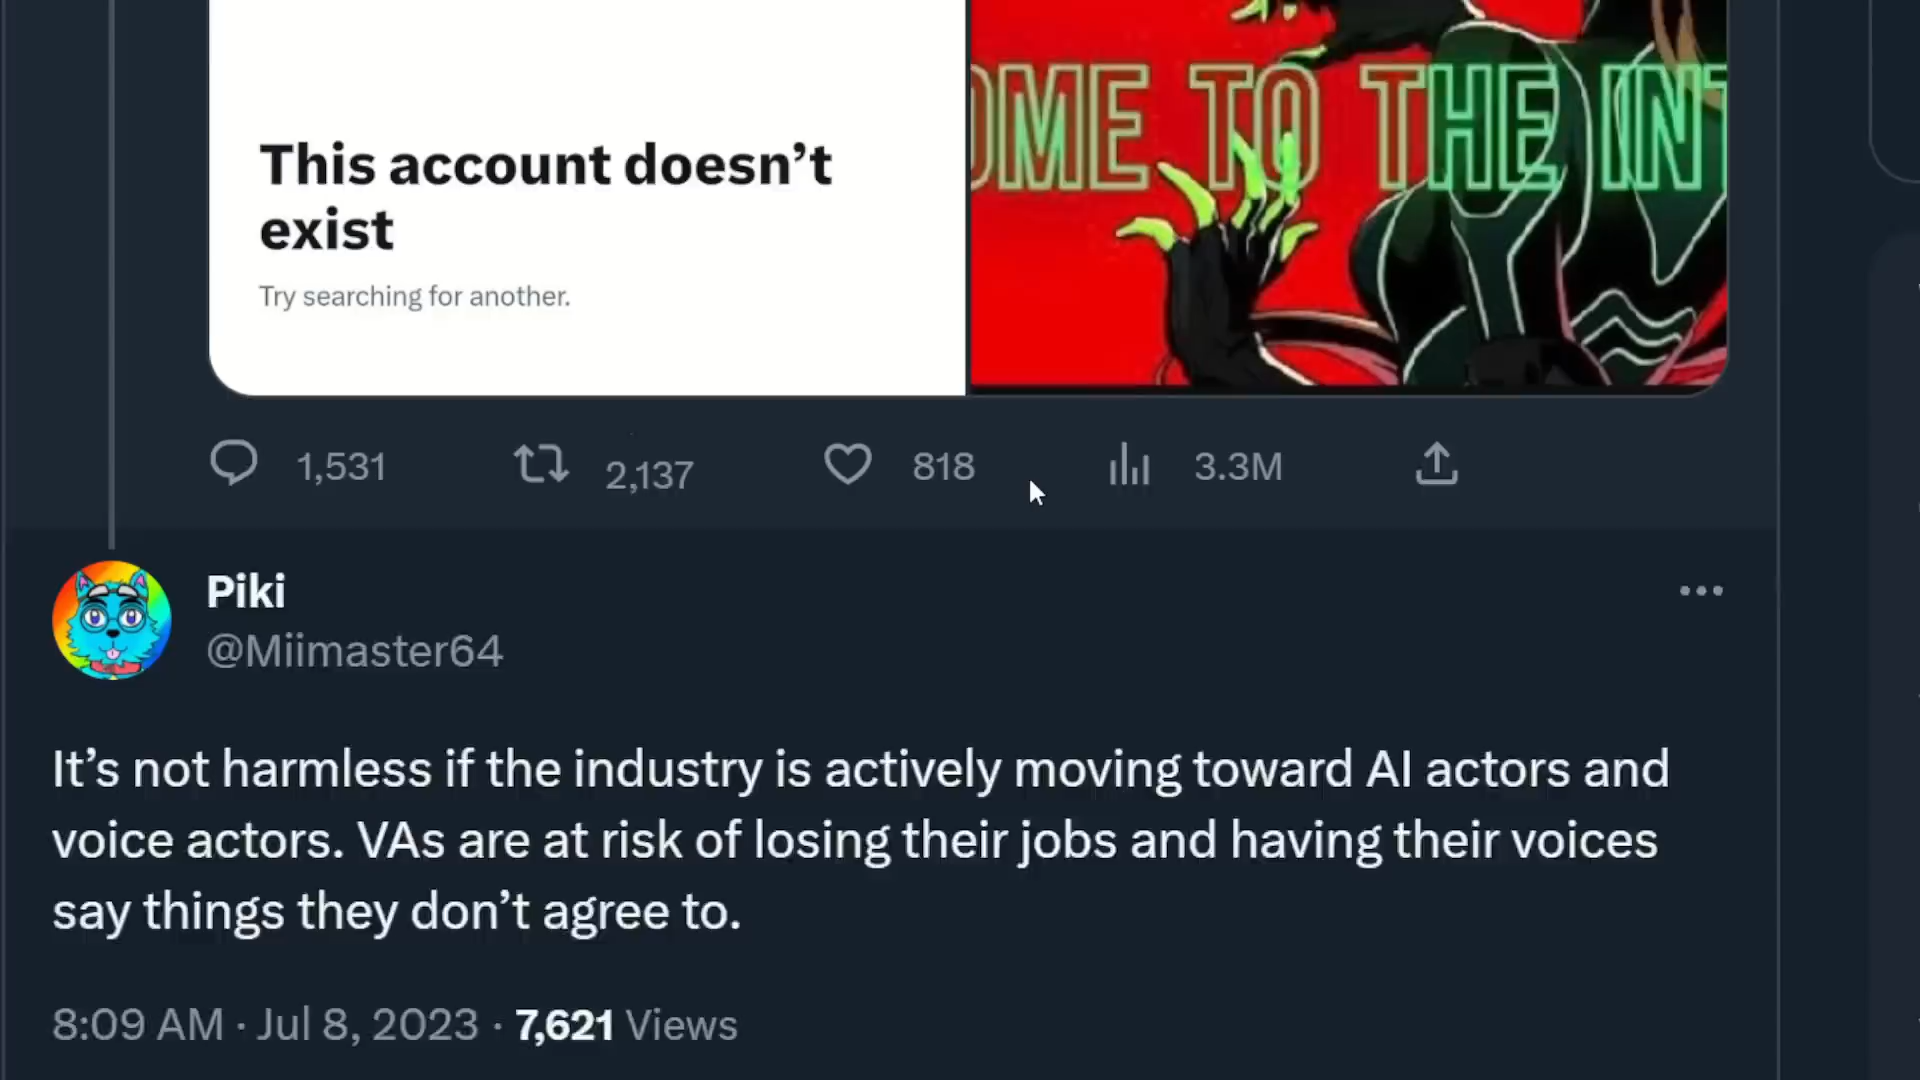 This account doesn’t
exist
Try searching for another.
OME TO THE INT
1,531 2,137 818 3.3M
Piki
@Miimaster64
It’s not harmless if the industry is actively moving toward AI actors and
voice actors. VAs are at risk of losing their jobs and having their voices
say things they don’t agree to.
8:09 AM · Jul 8, 2023 · 7,621 Views